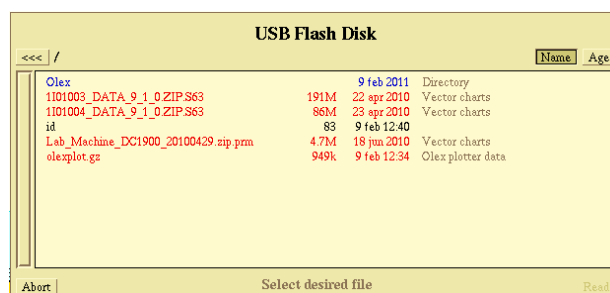 USB Flash Disk
<<< / Name Age
Olex 9 feb 2011 Directory
1I01003_DATA_9_1_0.ZIP.S63 191M 22 apr 2010 Vector charts
1I01004_DATA_9_1_0.ZIP.S63 86M 23 apr 2010 Vector charts
id 83 9 feb 12:40
Lab_Machine_DC1900_20100429.zip.prm 4.7M 18 jun 2010 Vector charts
olexplot.gz 949k 9 feb 12:34 Olex plotter data
Abort Select desired file Read